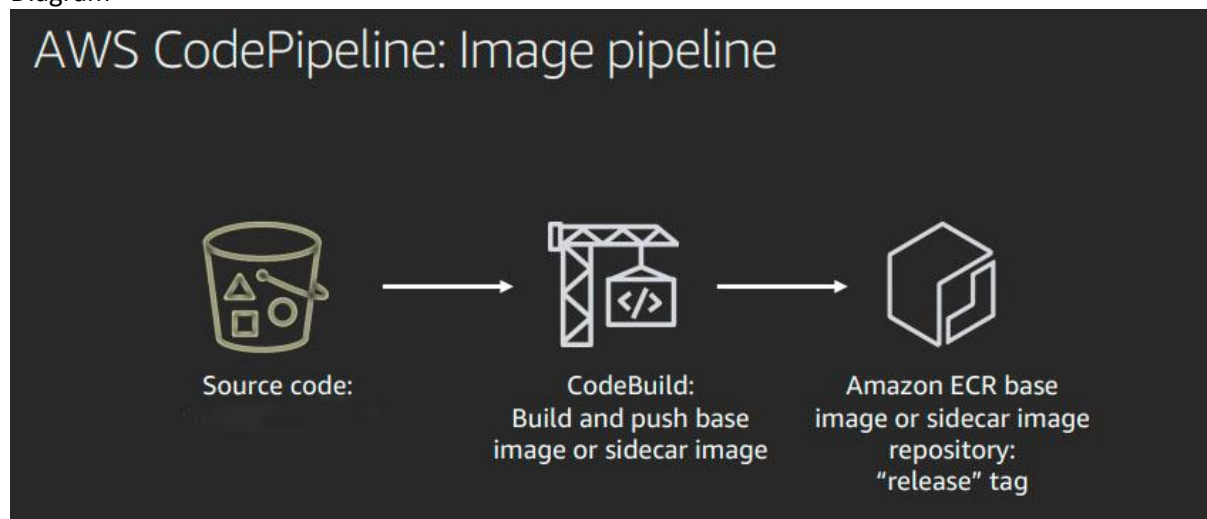 AWS CodePipeline: Image pipeline
</>
Source code:
CodeBuild:
Build and push base
image or sidecar image
Amazon ECR base
image or sidecar image
repository:
“release” tag